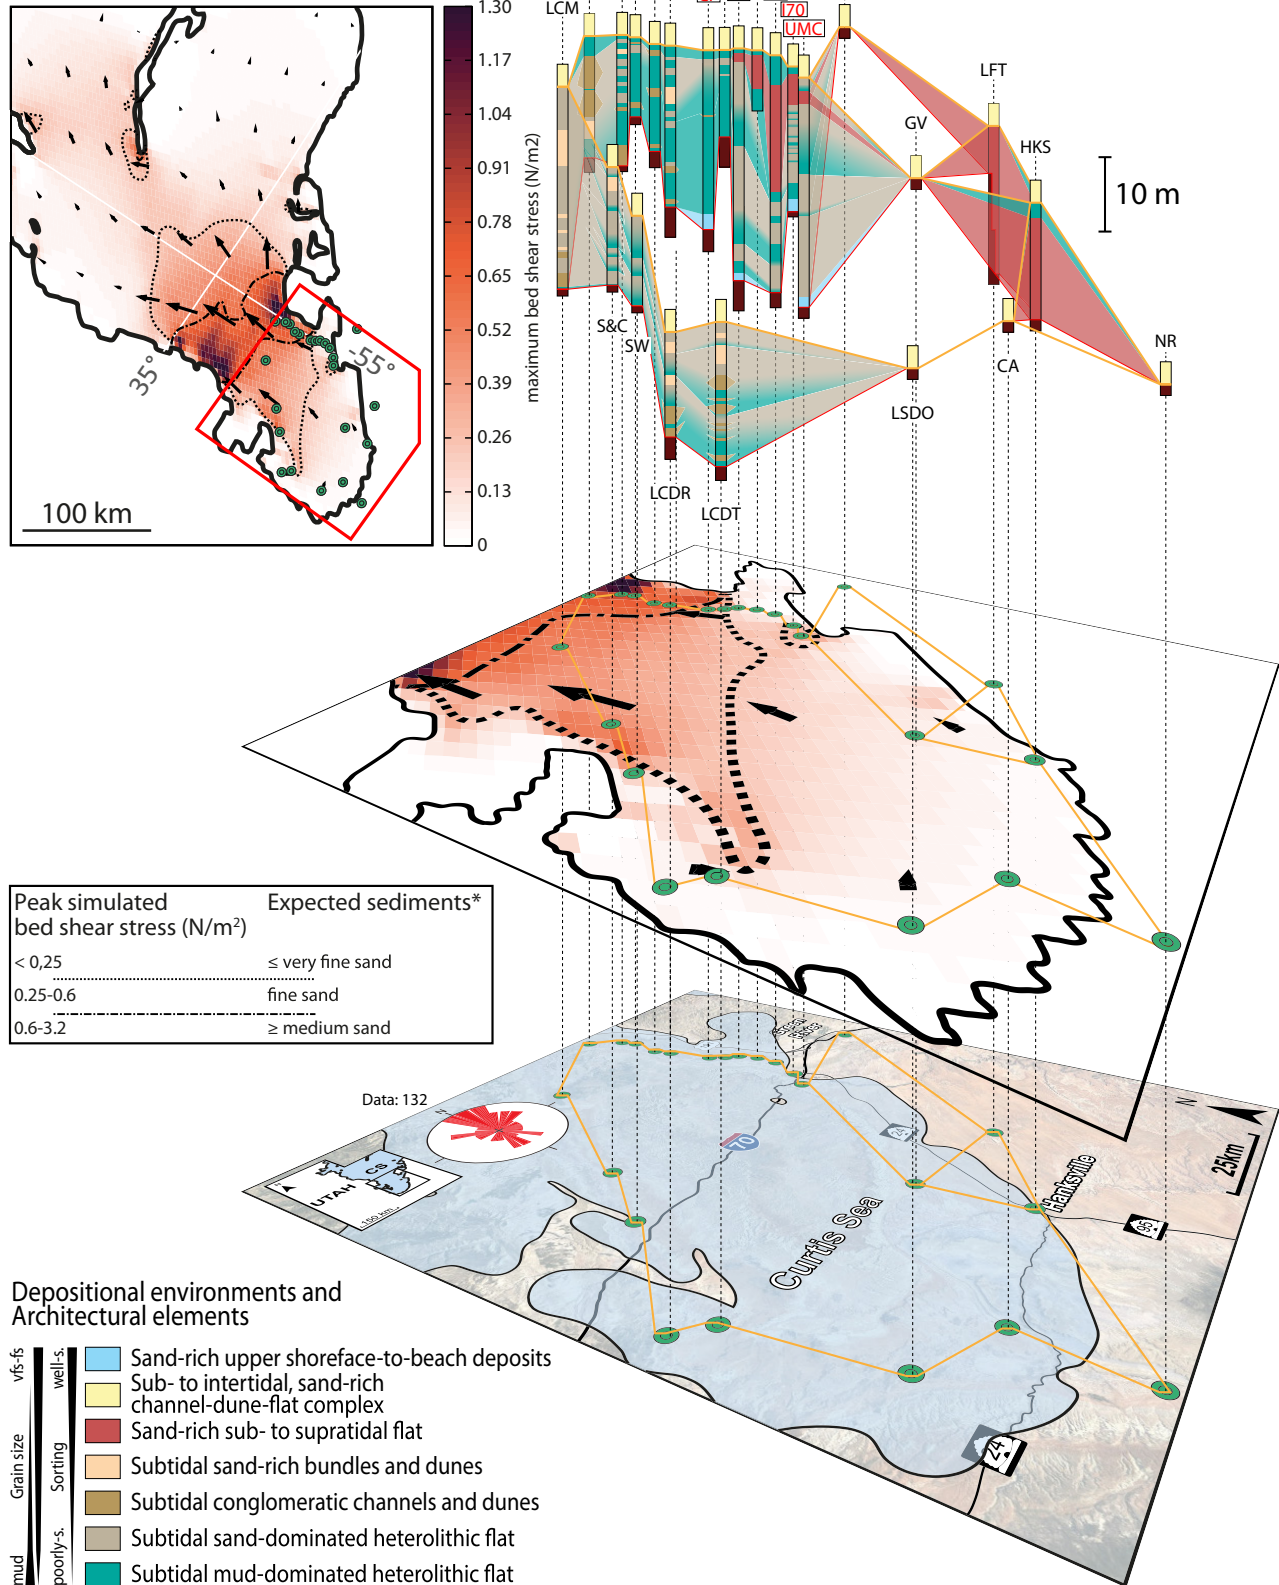 1.30
1.17
1.04
0.91
0.78
0.65
0.52
0.39
0.26
0.13
0
maximum bed shear stress (N/m2)
35°
-55°
100 km
LCM
I70
UMC
LFT
GV
HKS
10 m
S&C
SW
NR
CA
LSDO
LCDR
LCDT
Peak simulated
bed shear stress (N/m²)
Expected sediments*
< 0,25
≤ very fine sand
0.25-0.6
fine sand
0.6-3.2
≥ medium sand
Data: 132
N
CS
UTAH
150 km
70
24
N
25km
Hanksville
95
Curtis Sea
24
Depositional environments and
Architectural elements
vfs-fs
Grain size
mud
well-s.
Sorting
poorly-s.
Sand-rich upper shoreface-to-beach deposits
Sub- to intertidal, sand-rich
channel-dune-flat complex
Sand-rich sub- to supratidal flat
Subtidal sand-rich bundles and dunes
Subtidal conglomeratic channels and dunes
Subtidal sand-dominated heterolithic flat
Subtidal mud-dominated heterolithic flat